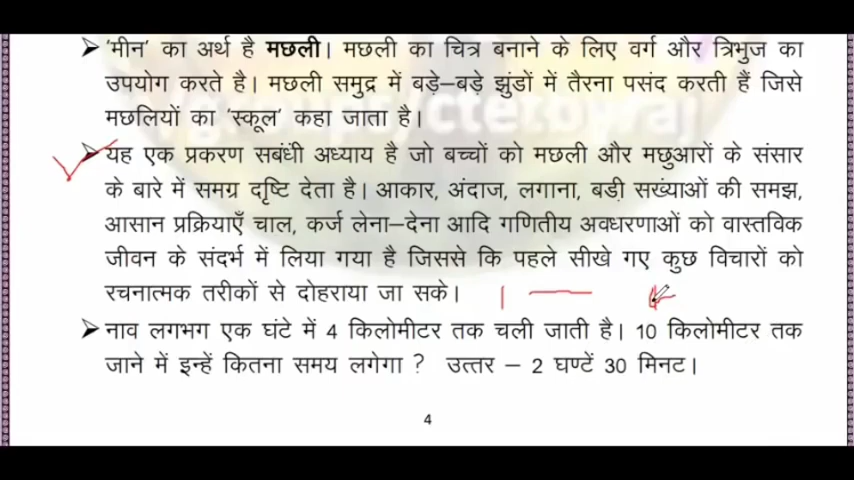 ➢ 'मीन' का अर्थ है मछली। मछली का चित्र बनाने के लिए वर्ग और त्रिभुज का
उपयोग करते है। मछली समुद्र में बड़े–बड़े झुंडों में तैरना पसंद करती हैं जिसे
मछलियों का 'स्कूल' कहा जाता है।
➢ यह एक प्रकरण सबंधी अध्याय है जो बच्चों को मछली और मछुआरों के संसार
के बारे में समग्र दृष्टि देता है। आकार, अंदाज, लगाना, बडी़ सख्याओं की समझ,
आसान प्रक्रियाएँ चाल, कर्ज लेना–देना आदि गणितीय अवधरणाओं को वास्तविक
जीवन के संदर्भ में लिया गया है जिससे कि पहले सीखे गए कुछ विचारों को
रचनात्मक तरीकों से दोहराया जा सके।
➢ नाव लगभग एक घंटे में 4 किलोमीटर तक चली जाती है। 10 किलोमीटर तक
जाने में इन्हें कितना समय लगेगा ? उत्तर – 2 घण्टें 30 मिनट।
4